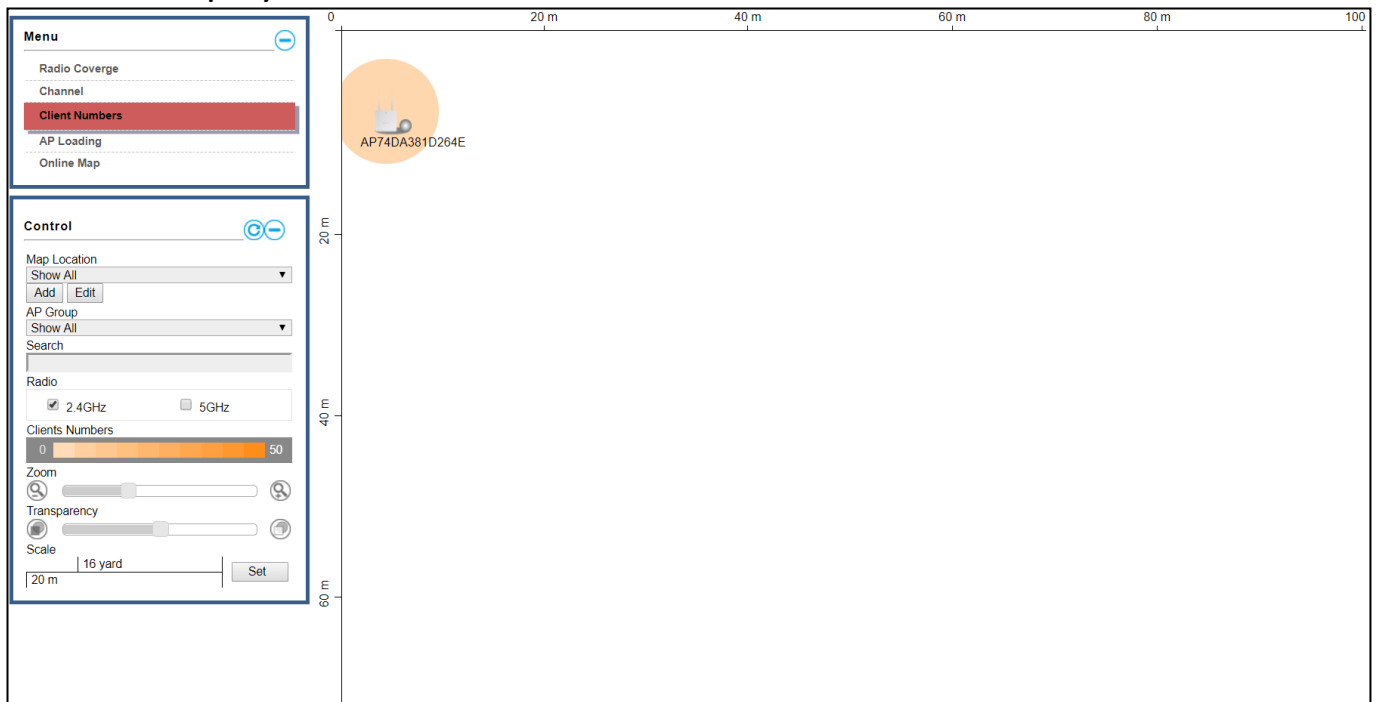 0 20 m 40 m 60 m 80 m 100
Menu
Radio Coverge
Channel
Client Numbers
AP Loading
Online Map
AP74DA381D264E
20 m
40 m
60 m
Control
Map Location
Show All
Add Edit
AP Group
Show All
Search
Radio
2.4GHz 5GHz
Clients Numbers
0 50
Zoom
Transparency
Scale
16 yard
20 m
Set